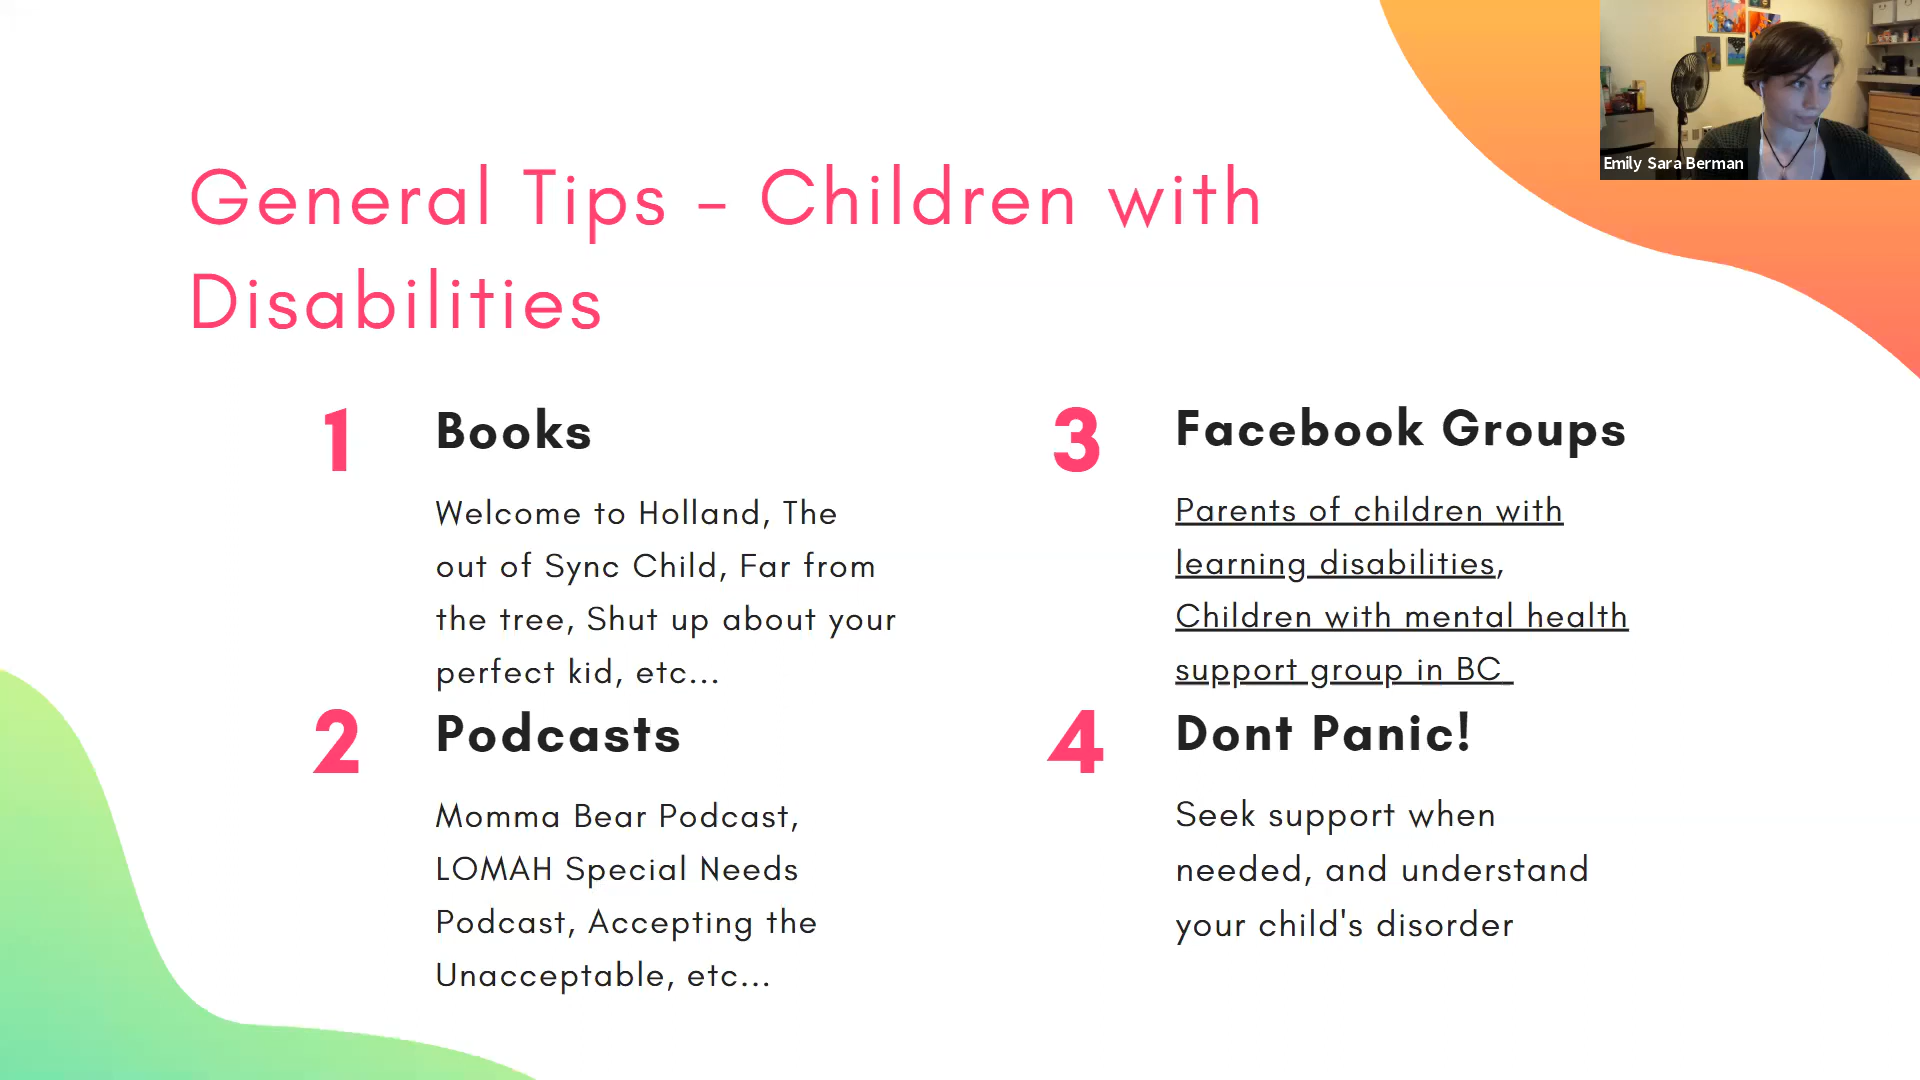 General Tips – Children with
Disabilities
1
Books
Welcome to Holland, The
out of Sync Child, Far from
the tree, Shut up about your
perfect kid, etc...
2
Podcasts
Momma Bear Podcast,
LOMAH Special Needs
Podcast, Accepting the
Unacceptable, etc...
3
Facebook Groups
Parents of children with
learning disabilities,
Children with mental health
support group in BC
4
Dont Panic!
Seek support when
needed, and understand
your child's disorder
Emily Sara Berman